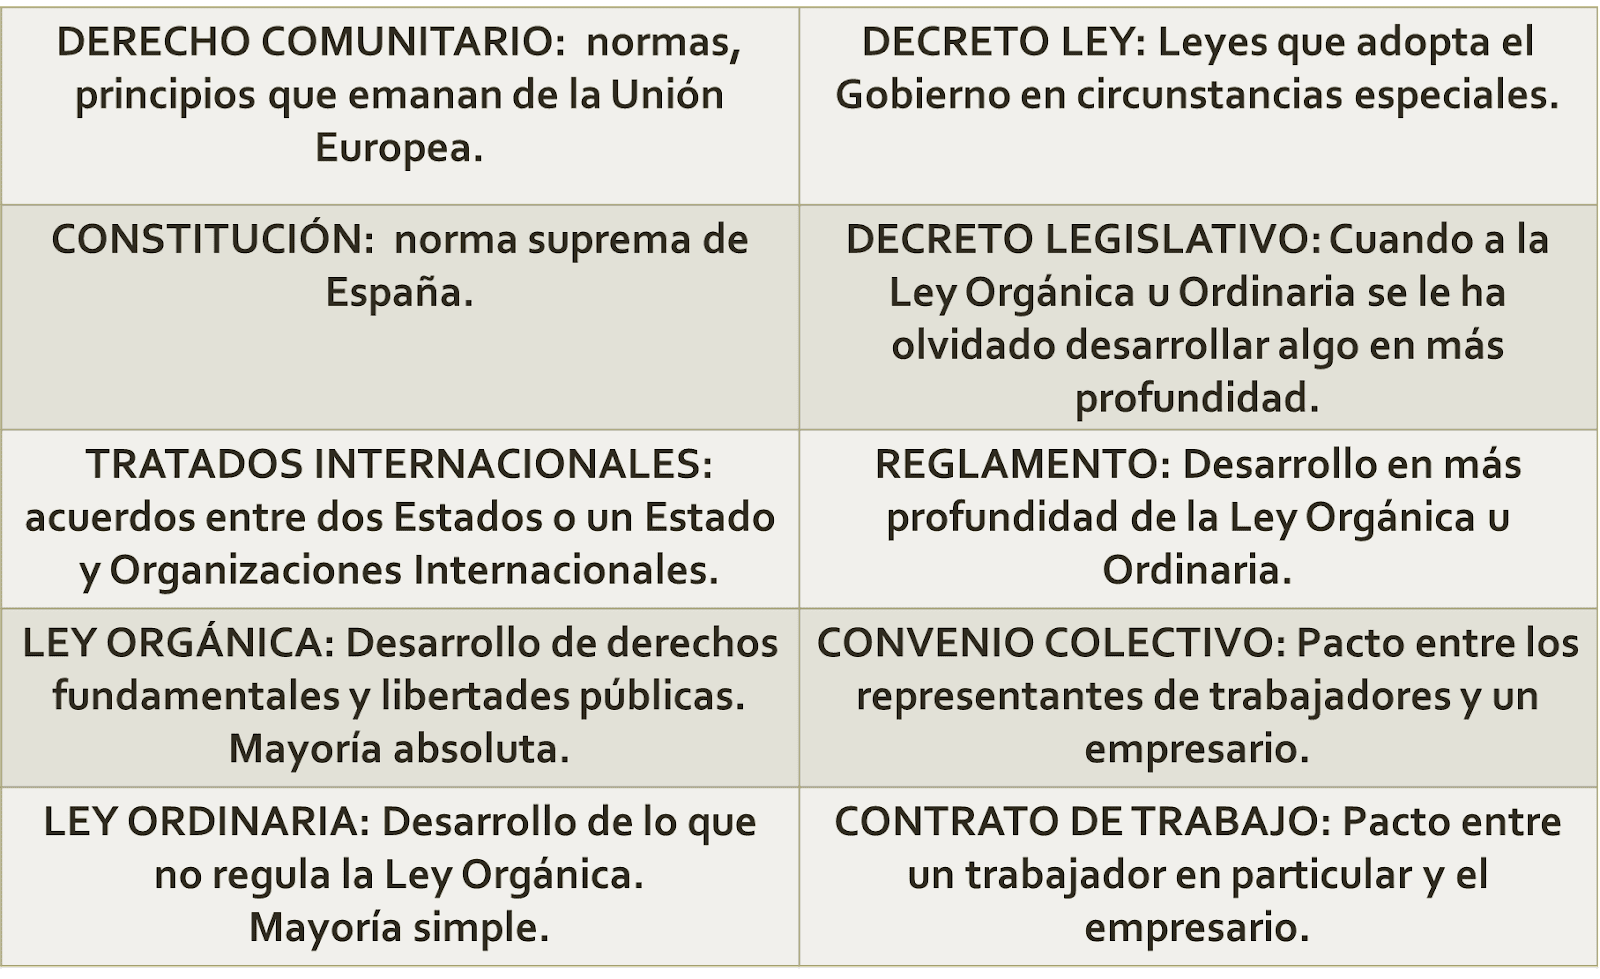 DERECHO COMUNITARIO:  normas,
principios que emanan de la Unión
Europea.
DECRETO LEY: Leyes que adopta el
Gobierno en circunstancias especiales.
CONSTITUCIÓN:  norma suprema de
España.
DECRETO LEGISLATIVO: Cuando a la
Ley Orgánica u Ordinaria se le ha
olvidado desarrollar algo en más
profundidad.
TRATADOS INTERNACIONALES:
acuerdos entre dos Estados o un Estado
y Organizaciones Internacionales.
REGLAMENTO: Desarrollo en más
profundidad de la Ley Orgánica u
Ordinaria.
LEY ORGÁNICA: Desarrollo de derechos
fundamentales y libertades públicas.
Mayoría absoluta.
CONVENIO COLECTIVO: Pacto entre los
representantes de trabajadores y un
empresario.
LEY ORDINARIA: Desarrollo de lo que
no regula la Ley Orgánica.
Mayoría simple.
CONTRATO DE TRABAJO: Pacto entre
un trabajador en particular y el
empresario.